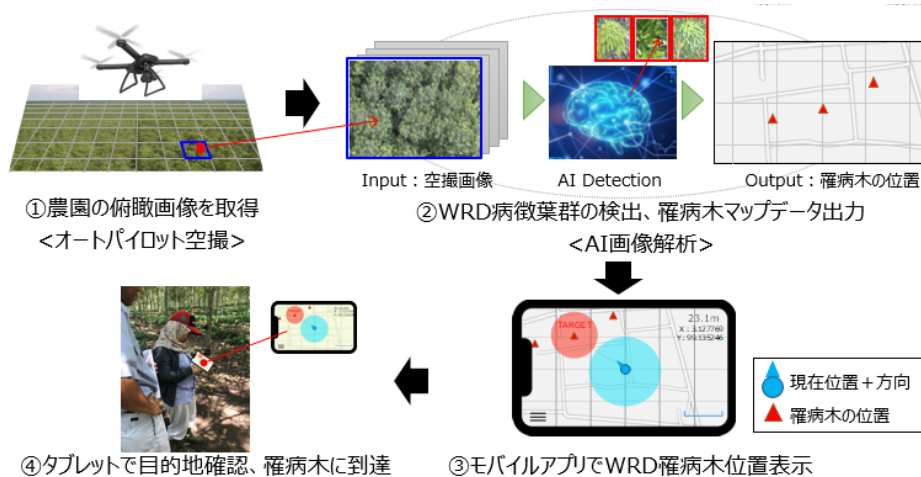 Input：空撮画像
AI Detection
Output：罹病木の位置
①農園の俯瞰画像を取得
<オートパイロット空撮>
②WRD病徴葉群の検出、罹病木マップデータ出力
<AI画像解析>
TARGET
23.1m
X : 3.127769
Y: 99.135246
現在位置＋方向
罹病木の位置
④タブレットで目的地確認、罹病木に到達
③モバイルアプリでWRD罹病木位置表示